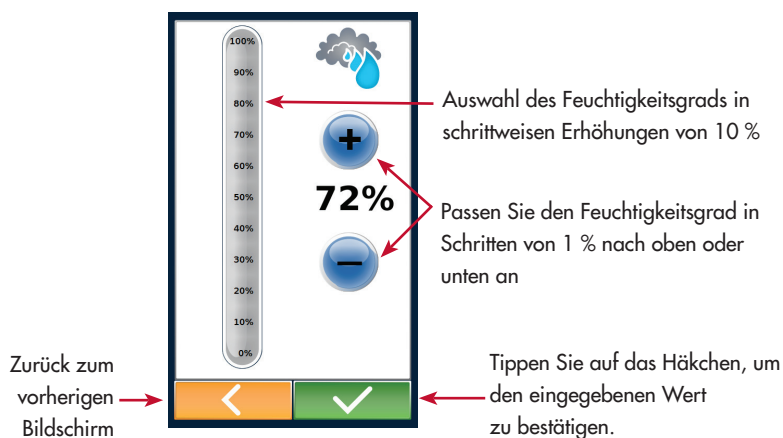 100%
90%
80%
70%
60%
50%
40%
30%
20%
10%
0%
+
72%
–
Auswahl des Feuchtigkeitsgrads in
schrittweisen Erhöhungen von 10 %
Passen Sie den Feuchtigkeitsgrad in
Schritten von 1 % nach oben oder
unten an
Zurück zum
vorherigen
Bildschirm
Tippen Sie auf das Häkchen, um
den eingegebenen Wert
zu bestätigen.